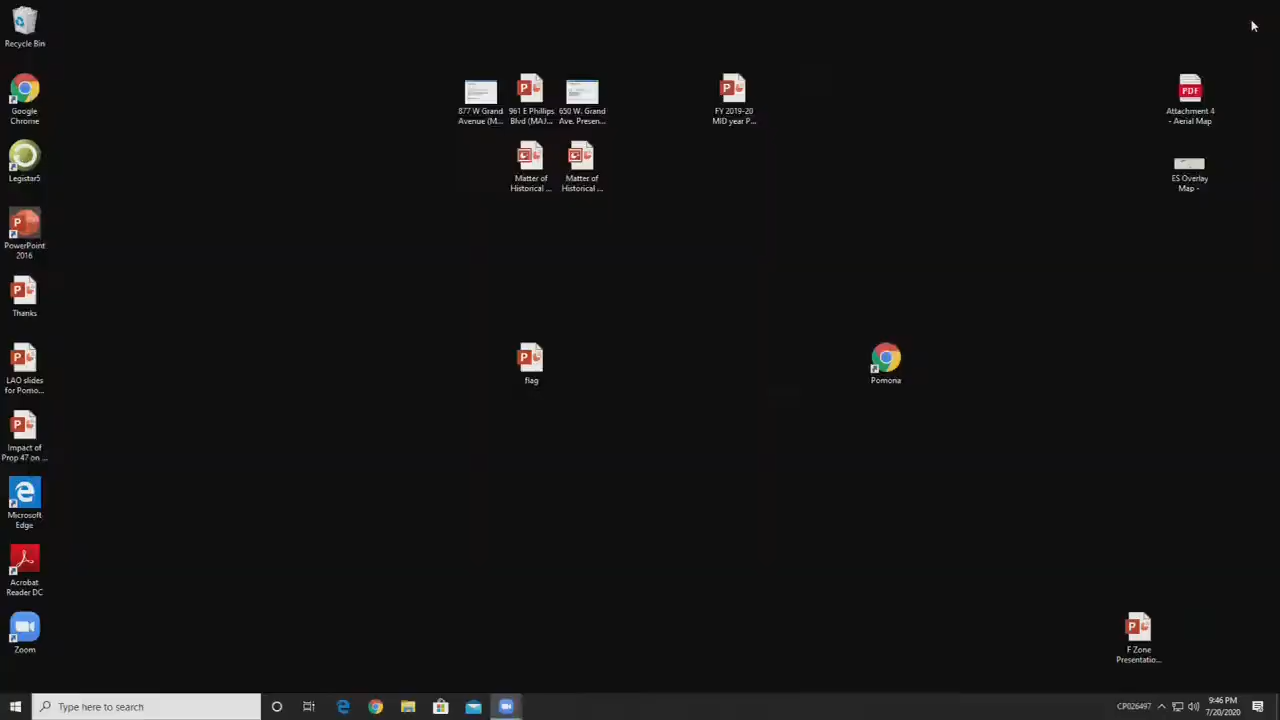 Recycle Bin
Google
Chrome
Legistar5
PowerPoint
2016
Thanks
LAO slides
for Pomo...
Impact of
Prop 47 on ...
Microsoft
Edge
Acrobat
Reader DC
Zoom
877 W Grand
Avenue (M...
961 E Phillips
Blvd (MAJ...
650 W. Grand
Ave. Presen...
Matter of
Historical ...
Matter of
Historical ...
FY 2019-20
MID year P...
PDF
Attachment 4
- Aerial Map
ES Overlay
Map -
flag
Pomona
F Zone
Presentatio...
Type here to search
CP026497
9:46 PM
7/20/2020